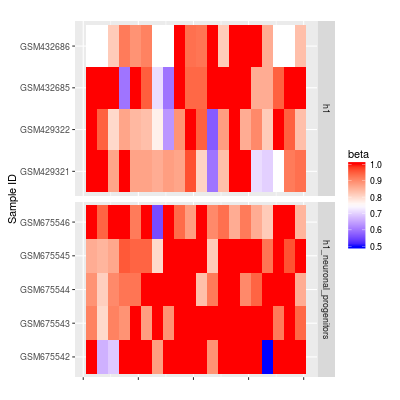 GSM432686
GSM432685
GSM429322
GSM429321
h1
GSM675546
GSM675545
GSM675544
GSM675543
GSM675542
h1_neuronal_progenitors
Sample ID
beta
1.0
0.9
0.8
0.7
0.6
0.5